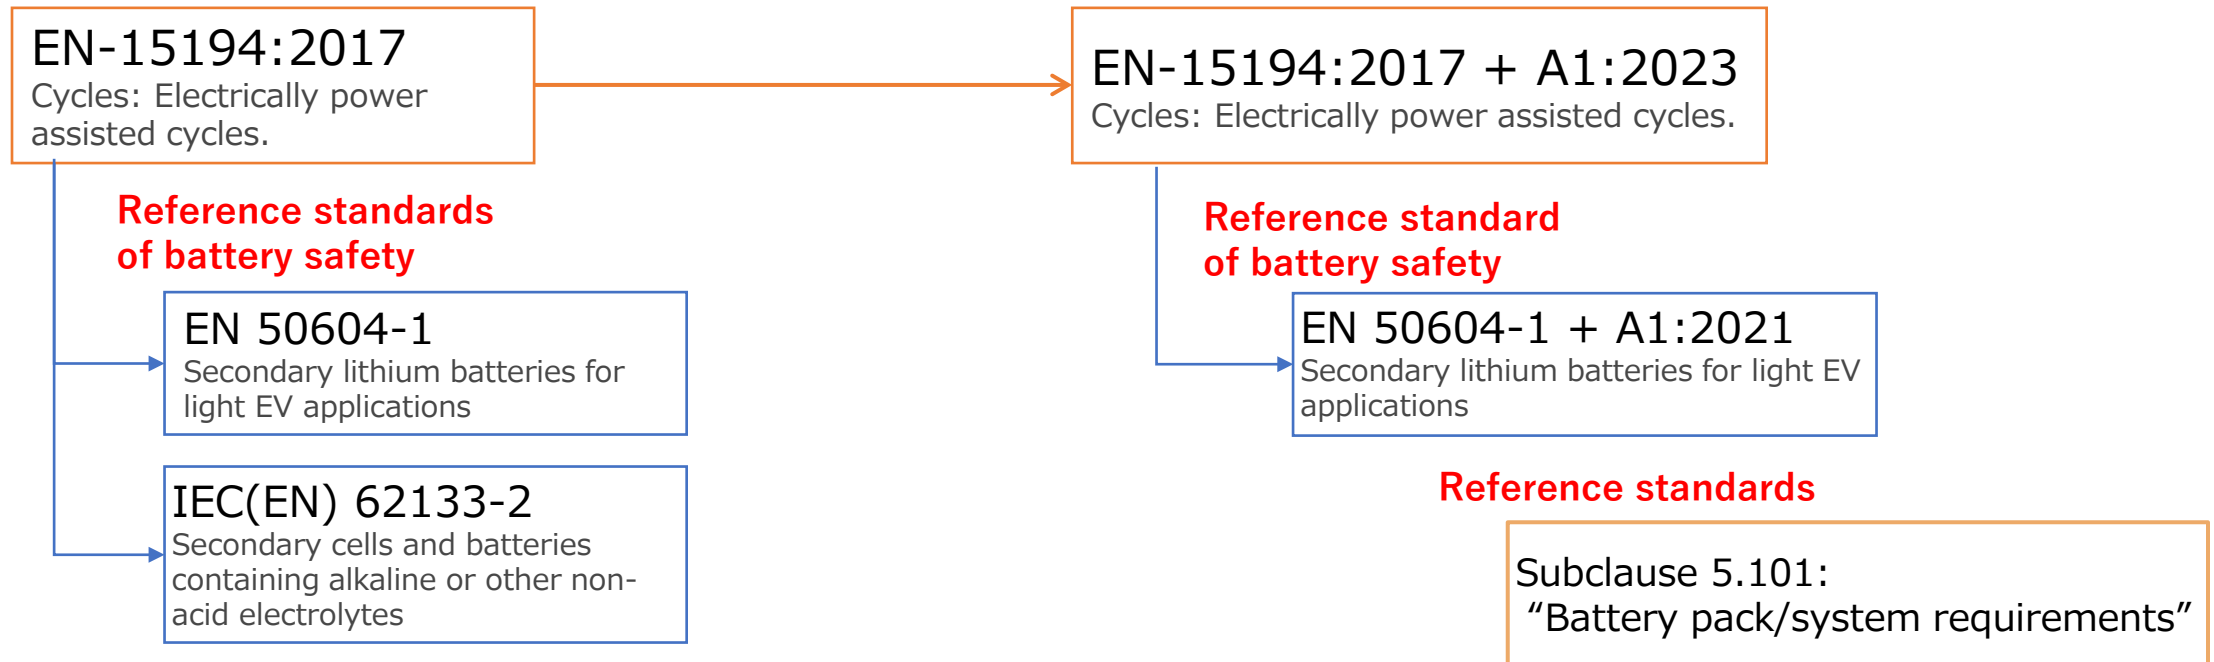 EN-15194:2017
Cycles: Electrically power
assisted cycles.
Reference standards
of battery safety
EN 50604-1
Secondary lithium batteries for
light EV applications
IEC(EN) 62133-2
Secondary cells and batteries
containing alkaline or other non-
acid electrolytes
EN-15194:2017 + A1:2023
Cycles: Electrically power assisted cycles.
Reference standard
of battery safety
EN 50604-1 + A1:2021
Secondary lithium batteries for light EV
applications
Reference standards
Subclause 5.101:
“Battery pack/system requirements”